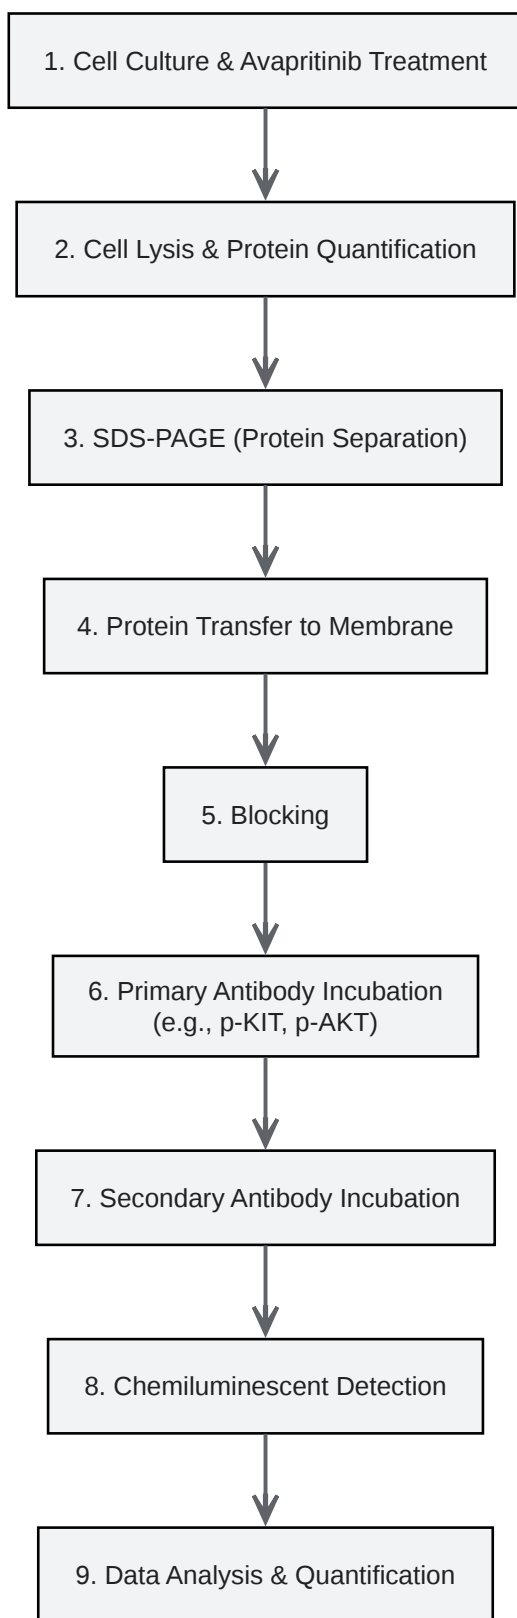 1. Cell Culture & Avapritinib Treatment
2. Cell Lysis & Protein Quantification
3. SDS-PAGE (Protein Separation)
4. Protein Transfer to Membrane
5. Blocking
6. Primary Antibody Incubation
(e.g., p-KIT, p-AKT)
7. Secondary Antibody Incubation
8. Chemiluminescent Detection
9. Data Analysis & Quantification